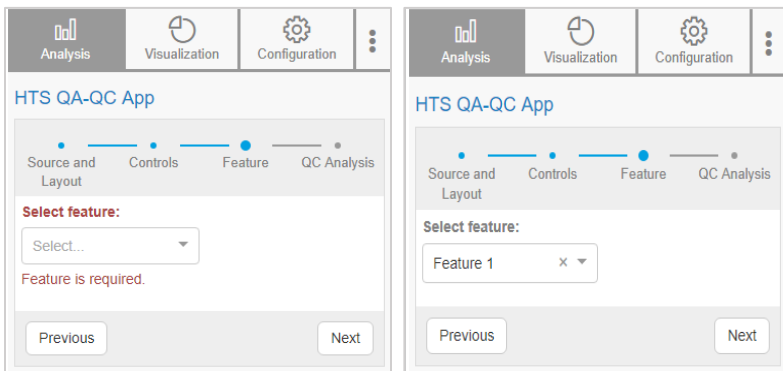 Analysis Visualization Configuration
HTS QA-QC App
Source and Layout Controls Feature QC Analysis
Select feature:
Select...
Feature is required.
Previous Next
Analysis Visualization Configuration
HTS QA-QC App
Source and Layout Controls Feature QC Analysis
Select feature:
Feature 1 ×
Previous Next